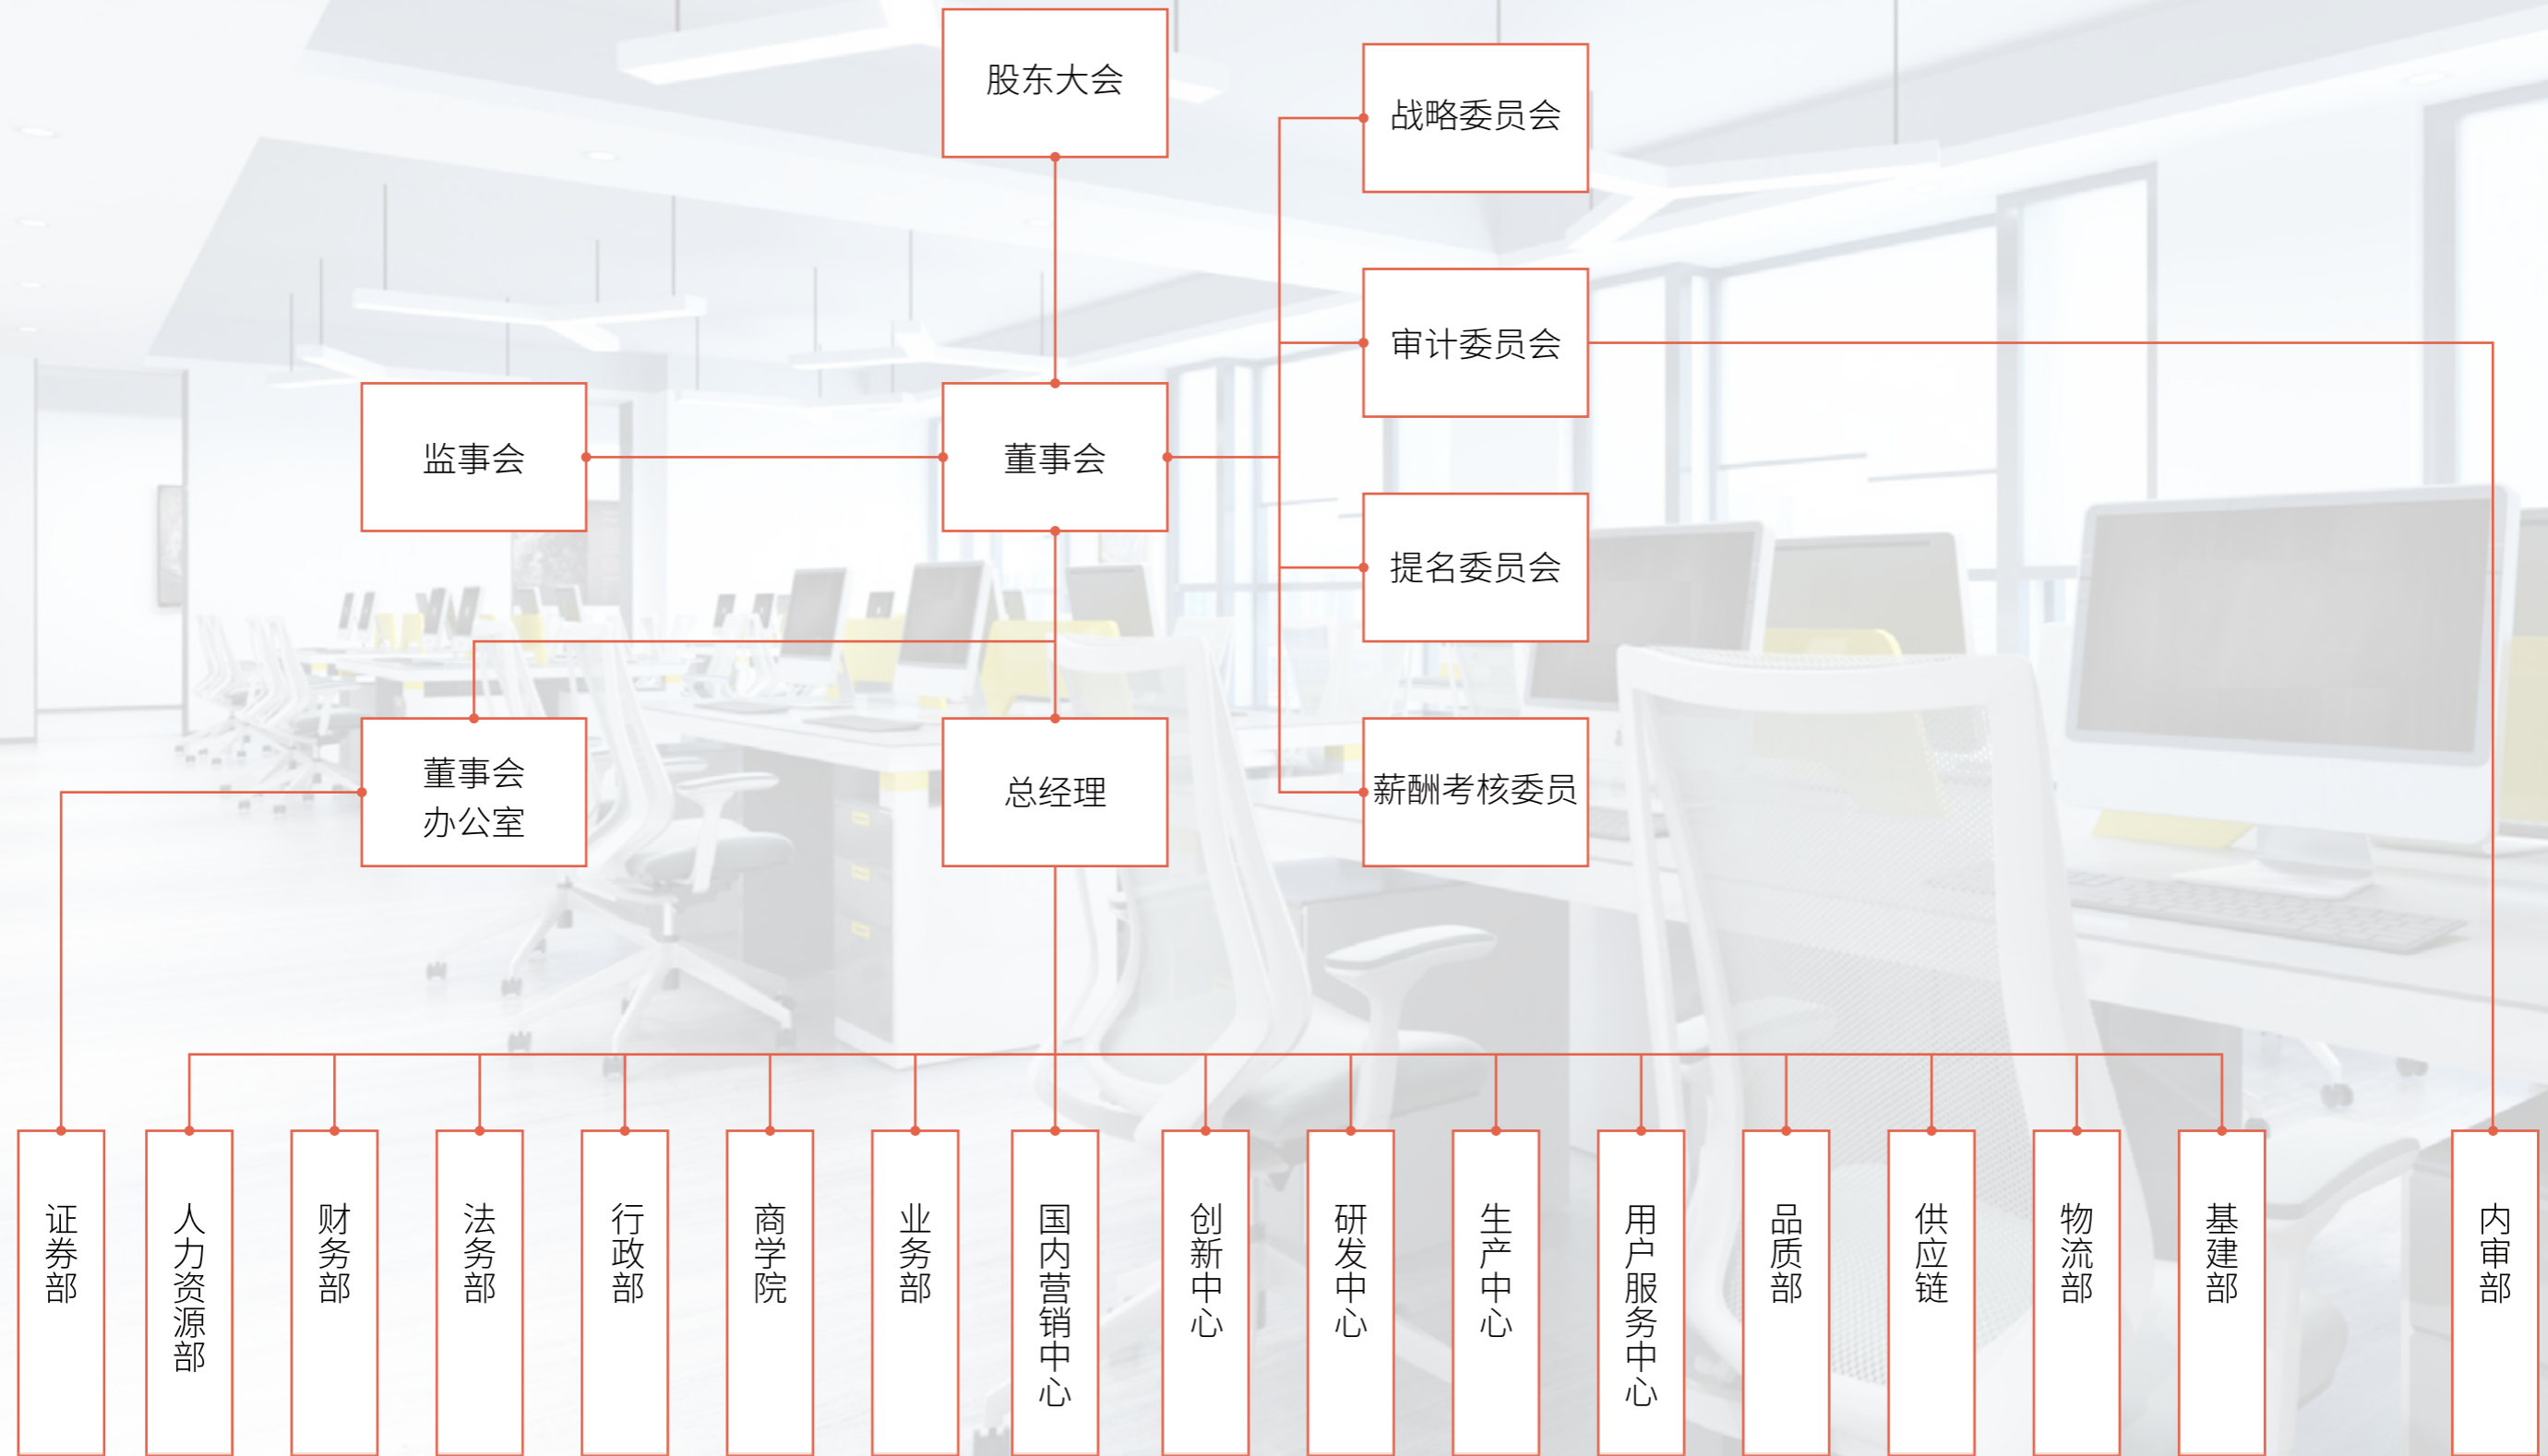 股东大会
战略委员会
审计委员会
监事会
董事会
提名委员会
董事会
办公室
总经理
薪酬考核委员
证券部
人力资源部
财务部
法务部
行政部
商学院
业务部
国内营销中心
创新中心
研发中心
生产中心
用户服务中心
品质部
供应链
物流部
基建部
内审部